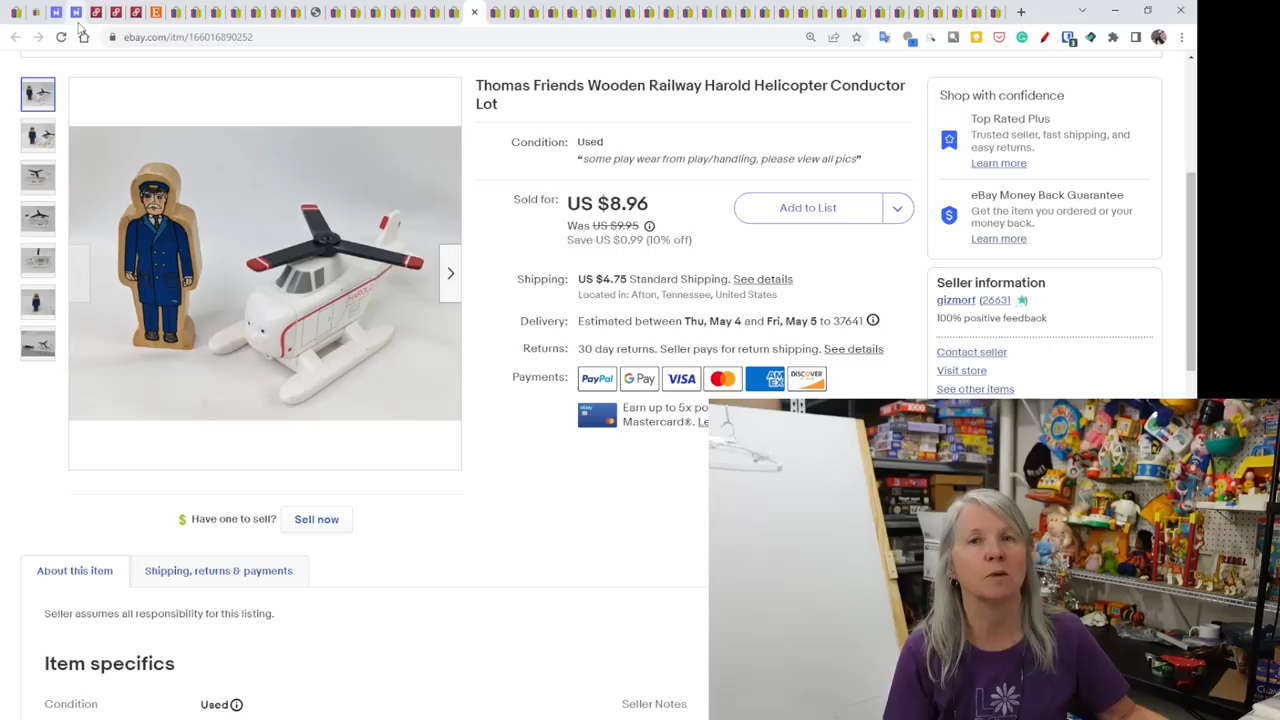 ebay.com/itm/166016890252
Thomas Friends Wooden Railway Harold Helicopter Conductor
Lot
Condition: Used
“some play wear from play/handling, please view all pics”
Sold for: US $8.96
Add to List
Was US $9.95
Save US $0.99 (10% off)
Shipping: US $4.75 Standard Shipping. See details
Located in: Afton, Tennessee, United States
Delivery: Estimated between Thu, May 4 and Fri, May 5 to 37641
Returns: 30 day returns. Seller pays for return shipping. See details
Payments: PayPal G Pay VISA MasterCard AM EX DISCOVER
ebay Earn up to 5x po
Mastercard®. Le
Shop with confidence
Top Rated Plus
Trusted seller, fast shipping, and
easy returns.
Learn more
eBay Money Back Guarantee
Get the item you ordered or your
money back.
Learn more
Seller information
gizmorf (26631)
100% positive feedback
Contact seller
Visit store
See other items
HAROLD
Have one to sell? Sell now
About this item
Shipping, returns & payments
Seller assumes all responsibility for this listing.
Item specifics
Condition
Used
Seller Notes